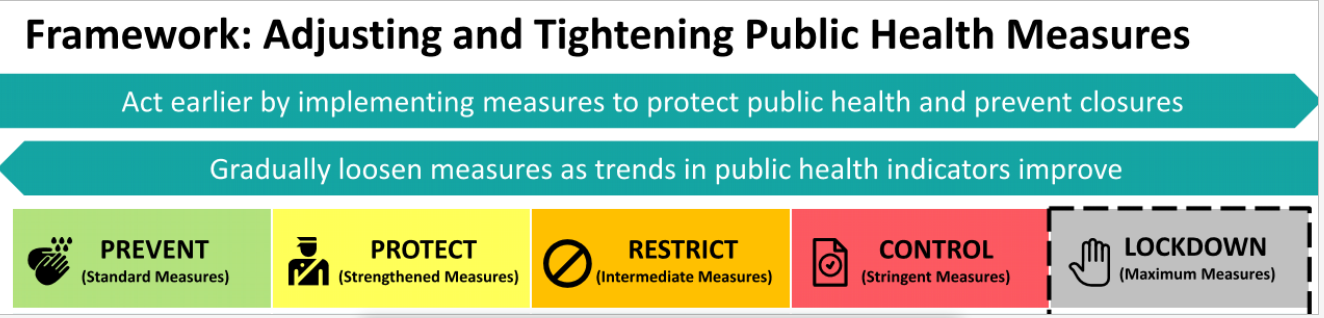 Framework: Adjusting and Tightening Public Health Measures
Act earlier by implementing measures to protect public health and prevent closures
Gradually loosen measures as trends in public health indicators improve
PREVENT
(Standard Measures)
PROTECT
(Strengthened Measures)
RESTRICT
(Intermediate Measures)
CONTROL
(Stringent Measures)
LOCKDOWN
(Maximum Measures)